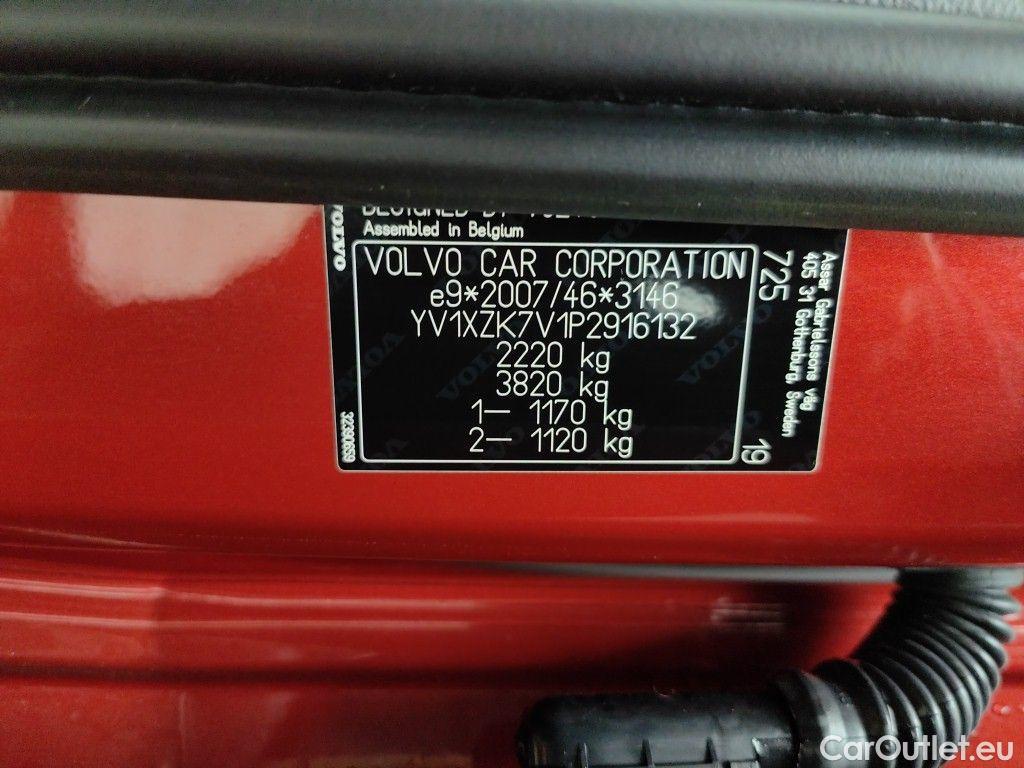 VOLVO
Assembled in Belgium
VOLVO CAR CORPORATION
e9*2007/46*3146
YV1XZK7V1P2916132
2220 kg
3820 kg
1– 1170 kg
2– 1120 kg
725
19
Assar Gabrielssons Väg
405 31 Gothenburg, Sweden
32390659
CarOutlet.eu